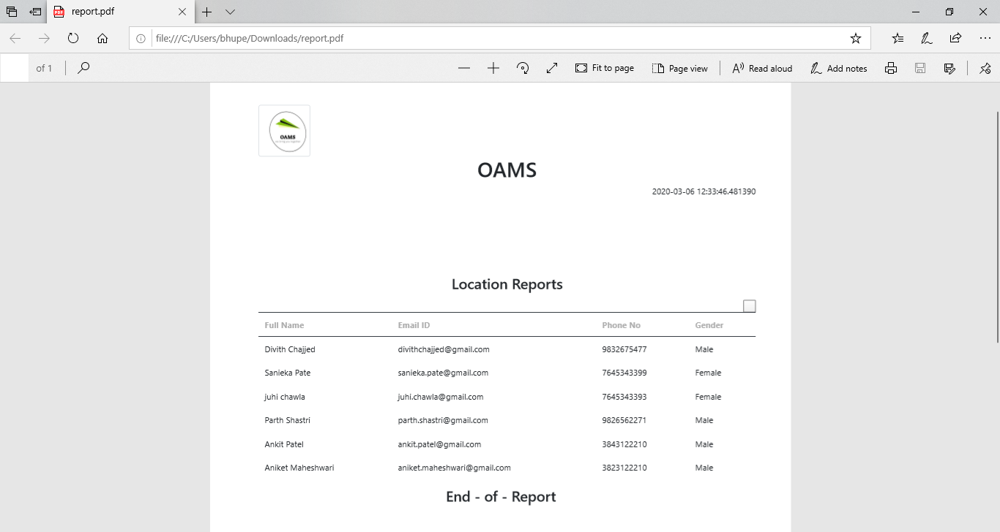 report.pdf
file:///C:/Users/bhupe/Downloads/report.pdf
of 1 Fit to page Page view Read aloud Add notes
OAMS
OAMS
2020-03-06 12:33:46.481390
Location Reports
Full Name Email ID Phone No Gender
Divith Chajjed divithchajjed@gmail.com 9832675477 Male
Sanieka Pate sanieka.pate@gmail.com 7645343399 Female
juhi chawla juhi.chawla@gmail.com 7645343393 Female
Parth Shastri parth.shastri@gmail.com 9826562271 Male
Ankit Patel ankit.patel@gmail.com 3843122210 Male
Aniket Maheshwari aniket.maheshwari@gmail.com 3823122210 Male
End - of - Report